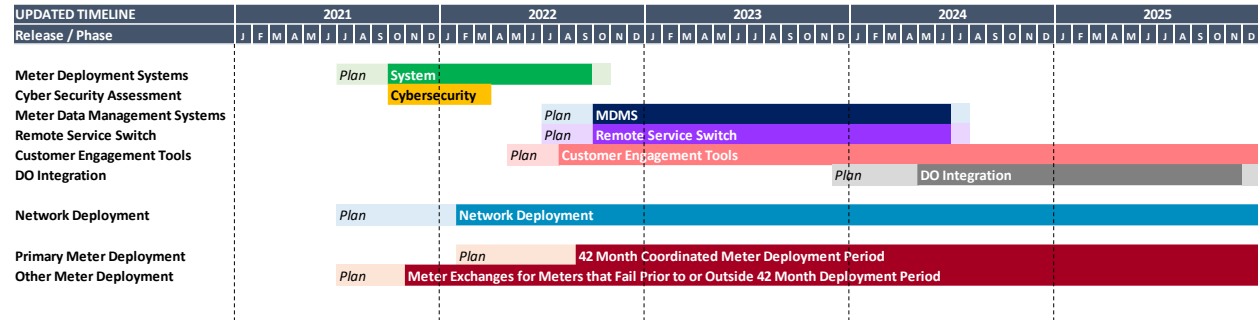 UPDATED TIMELINE 2021 2022 2023 2024 2025
Release / Phase J F M A M J J A S O N D J F M A M J J A S O N D J F M A M J J A S O N D J F M A M J J A S O N D J F M A M J J A S O N D
Meter Deployment Systems Plan System
Cyber Security Assessment Cybersecurity
Meter Data Management Systems Plan MDMS
Remote Service Switch Plan Remote Service Switch
Customer Engagement Tools Plan Customer Engagement Tools
DO Integration Plan DO Integration
Network Deployment Plan Network Deployment
Primary Meter Deployment Plan 42 Month Coordinated Meter Deployment Period
Other Meter Deployment Plan Meter Exchanges for Meters that Fail Prior to or Outside 42 Month Deployment Period